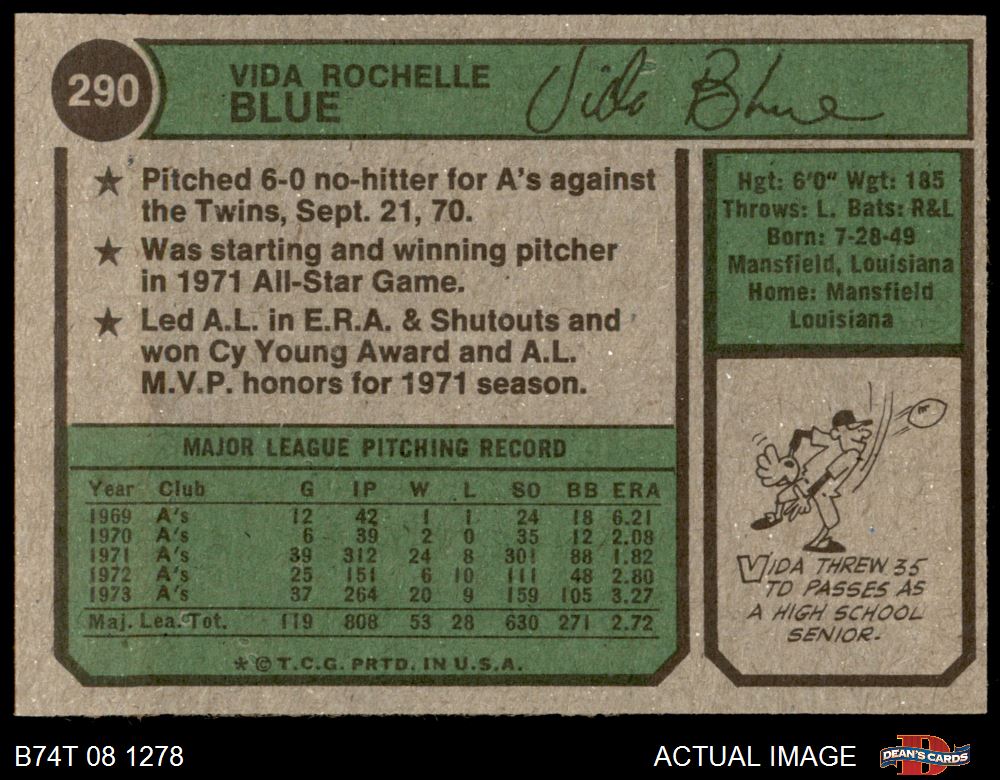 290
VIDA ROCHELLE
BLUE
Vida Blue
★ Pitched 6-0 no-hitter for A's against
the Twins, Sept. 21, 70.
★ Was starting and winning pitcher
in 1971 All-Star Game.
★ Led A.L. in E.R.A. & Shutouts and
won Cy Young Award and A.L.
M.V.P. honors for 1971 season.
Hgt: 6'0" Wgt: 185
Throws: L. Bats: R&L
Born: 7-28-49
Mansfield, Louisiana
Home: Mansfield
Louisiana
MAJOR LEAGUE PITCHING RECORD
Year Club G IP W L SO BB ERA
1969 A's 12 42 1 1 24 18 6.21
1970 A's 6 39 2 0 35 12 2.08
1971 A's 39 312 24 8 301 88 1.82
1972 A's 25 151 6 10 111 48 2.80
1973 A's 37 264 20 9 159 105 3.27
Maj. Lea. Tot. 119 808 53 28 630 271 2.72
* © T.C.G. PRTD. IN U.S.A.
VIDA THREW 35
TD PASSES AS
A HIGH SCHOOL
SENIOR.
B74T 08 1278
ACTUAL IMAGE
D
DEAN'S CARDS